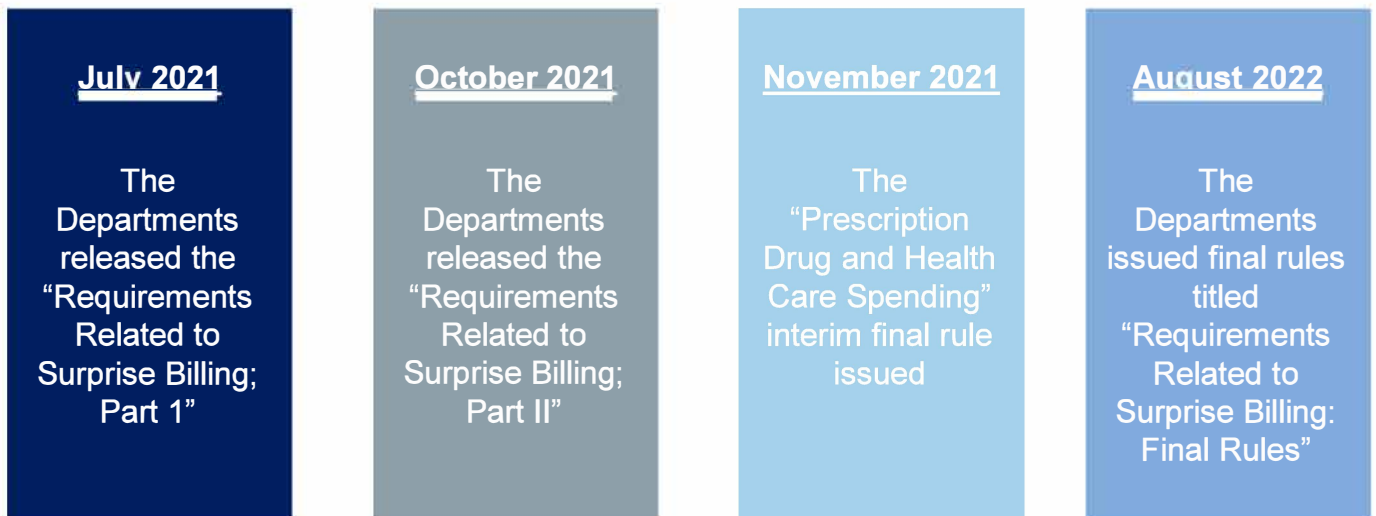 July 2021
The
Departments
released the
“Requirements
Related to
Surprise Billing;
Part 1”
October 2021
The
Departments
released the
“Requirements
Related to
Surprise Billing;
Part II”
November 2021
The
“Prescription
Drug and Health
Care Spending”
interim final rule
issued
August 2022
The
Departments
issued final rules
titled
“Requirements
Related to
Surprise Billing:
Final Rules”